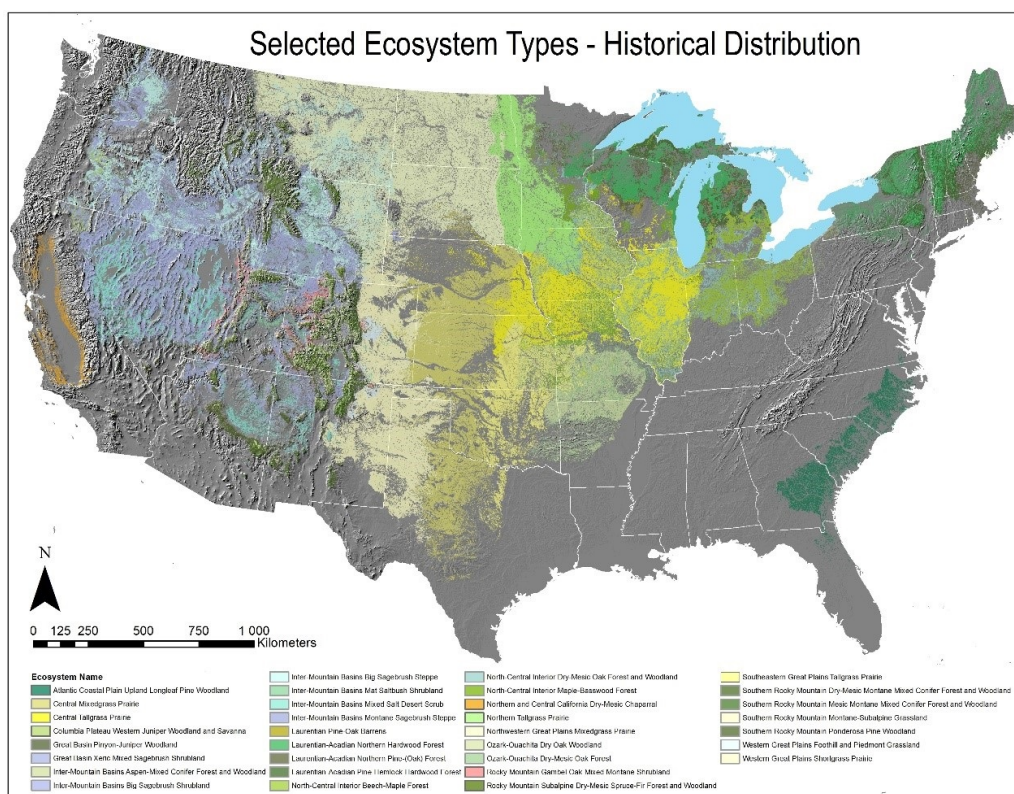 Selected Ecosystem Types - Historical Distribution
N
0 125 250 500 750 1 000
Kilometers
Ecosystem Name
Atlantic Coastal Plain Upland Longleaf Pine Woodland
Central Mixedgrass Prairie
Central Tallgrass Prairie
Columbia Plateau Western Juniper Woodland and Savanna
Great Basin Pinyon-Juniper Woodland
Great Basin Xeric Mixed Sagebrush Shrubland
Inter-Mountain Basins Aspen-Mixed Conifer Forest and Woodland
Inter-Mountain Basins Big Sagebrush Shrubland
Inter-Mountain Basins Big Sagebrush Steppe
Inter-Mountain Basins Mat Saltbush Shrubland
Inter-Mountain Basins Mixed Salt Desert Scrub
Inter-Mountain Basins Montane Sagebrush Steppe
Laurentian Pine-Oak Barrens
Laurentian-Acadian Northern Hardwood Forest
Laurentian-Acadian Northern Pine-(Oak) Forest
Laurentian-Acadian Pine-Hemlock Hardwood Forest
North-Central Interior Beech-Maple Forest
North-Central Interior Dry-Mesic Oak Forest and Woodland
North-Central Interior Maple-Basswood Forest
Northern and Central California Dry-Mesic Chaparral
Northern Tallgrass Prairie
Northwestern Great Plains Mixedgrass Prairie
Ozark-Ouachita Dry Oak Woodland
Ozark-Ouachita Dry-Mesic Oak Forest
Rocky Mountain Gambel Oak Mixed Montane Shrubland
Rocky Mountain Subalpine Dry-Mesic Spruce-Fir Forest and Woodland
Southeastern Great Plains Tallgrass Prairie
Southern Rocky Mountain Dry-Mesic Montane Mixed Conifer Forest and Woodland
Southern Rocky Mountain Mesic Montane Mixed Conifer Forest and Woodland
Southern Rocky Mountain Montane-Subalpine Grassland
Southern Rocky Mountain Ponderosa Pine Woodland
Western Great Plains Foothill and Piedmont Grassland
Western Great Plains Shortgrass Prairie